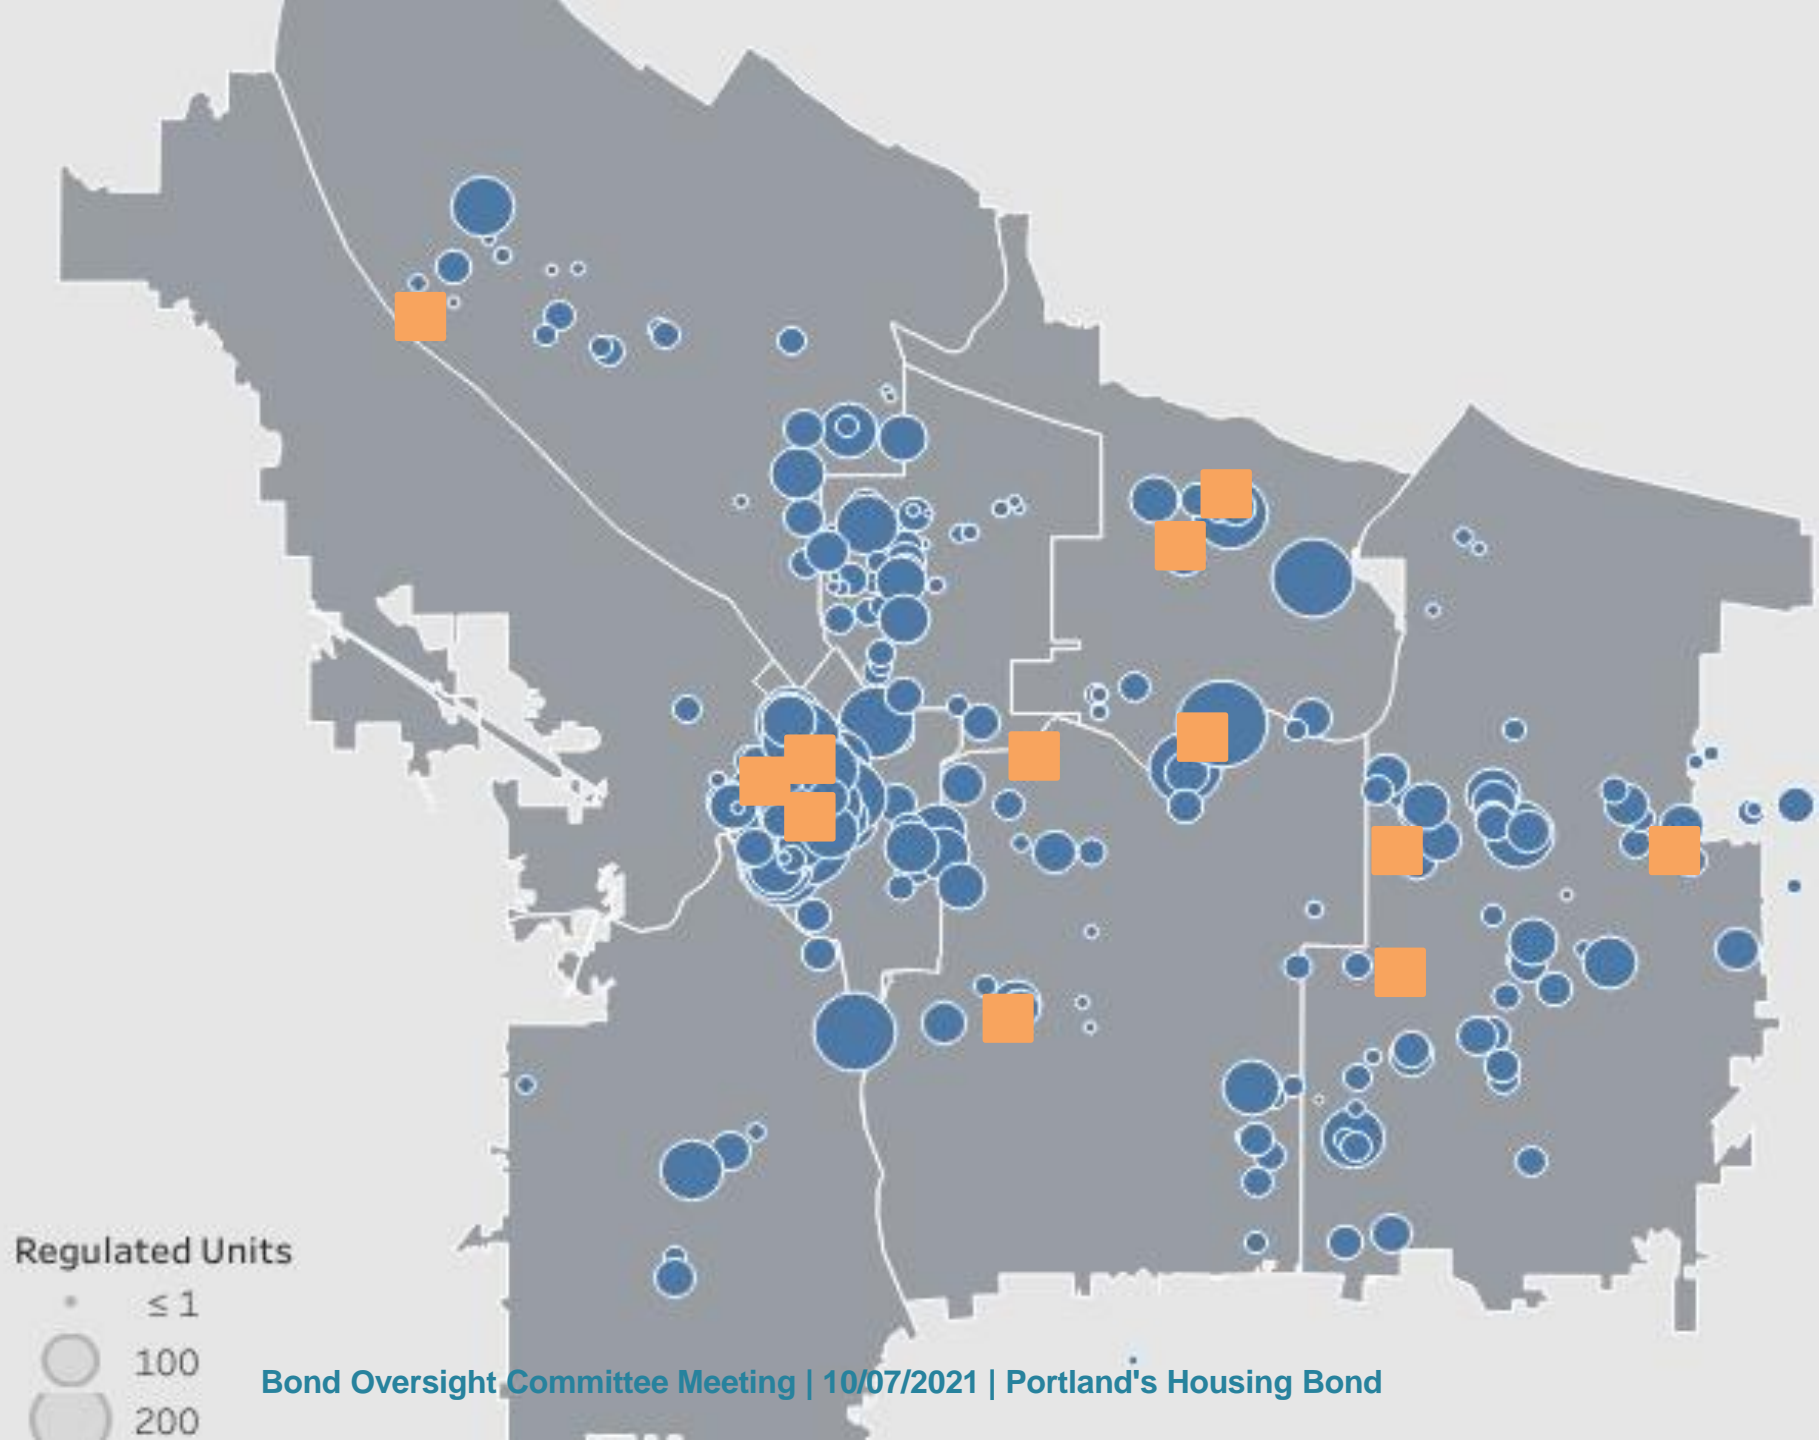 Regulated Units
≤ 1
100
200
Bond Oversight Committee Meeting | 10/07/2021 | Portland's Housing Bond